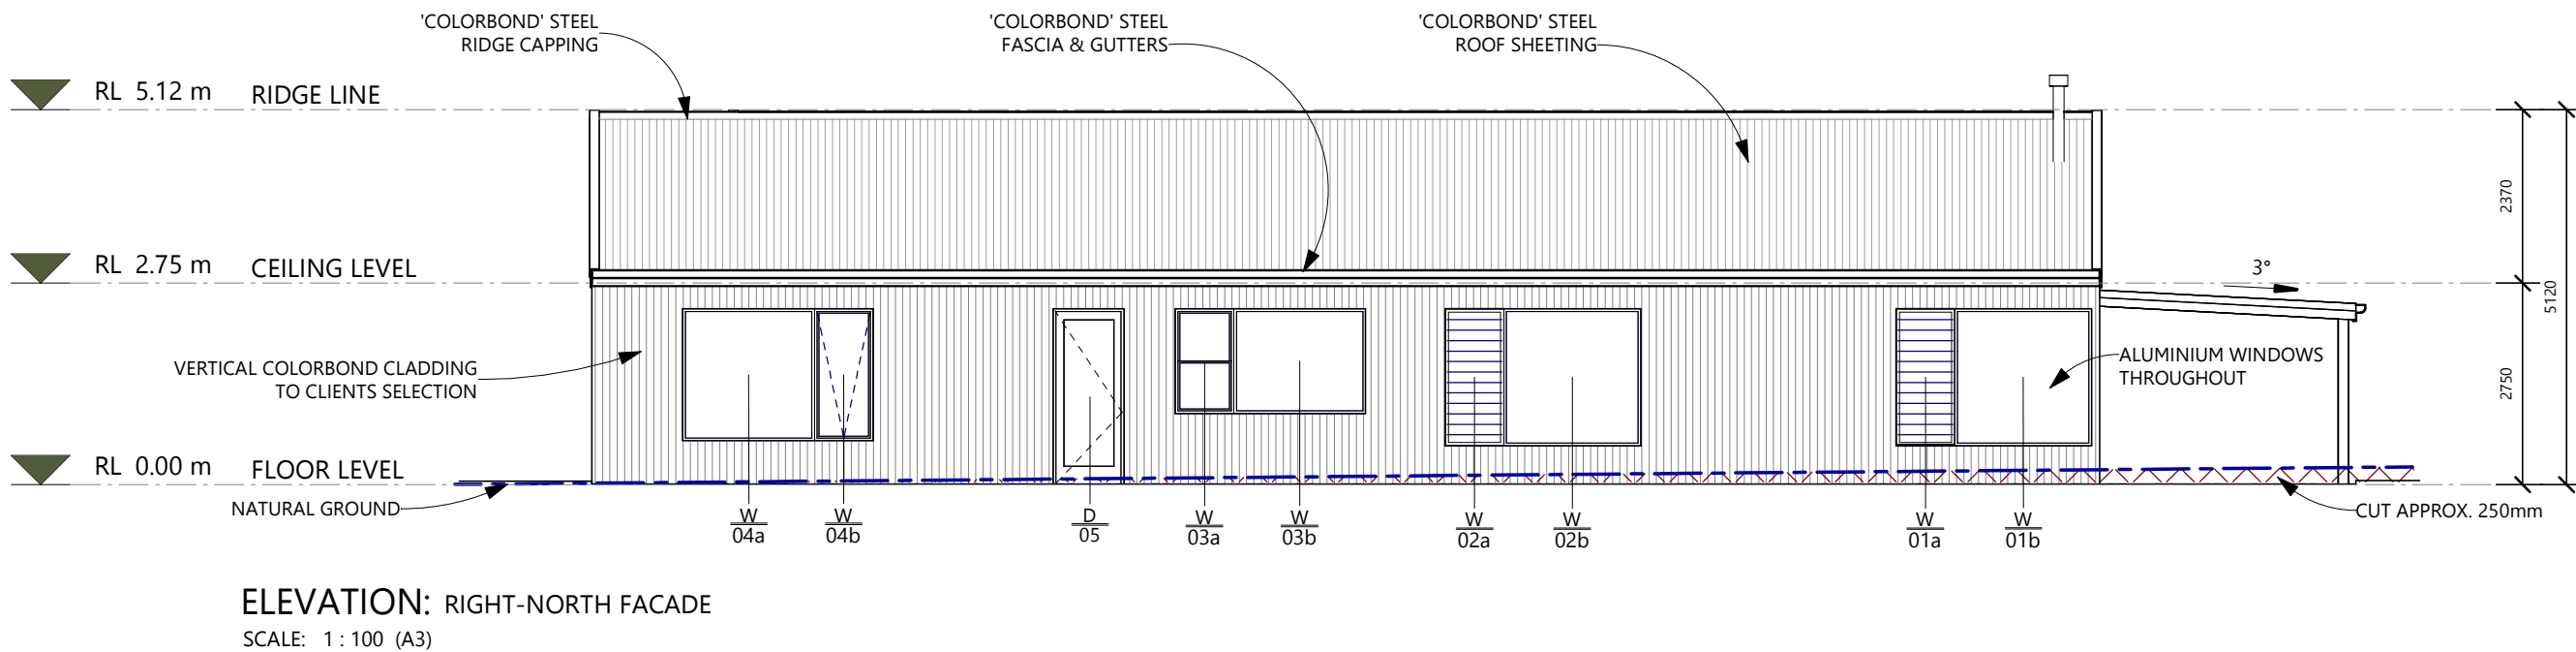 'COLORBOND' STEEL
RIDGE CAPPING
'COLORBOND' STEEL
FASCIA & GUTTERS
'COLORBOND' STEEL
ROOF SHEETING
RL 5.12 m RIDGE LINE
2370
RL 2.75 m CEILING LEVEL
3°
5120
VERTICAL COLORBOND CLADDING
TO CLIENTS SELECTION
ALUMINIUM WINDOWS
THROUGHOUT
2750
RL 0.00 m FLOOR LEVEL
NATURAL GROUND
CUT APPROX. 250mm
W
04a
W
04b
D
05
W
03a
W
03b
W
02a
W
02b
W
01a
W
01b
ELEVATION: RIGHT-NORTH FACADE
SCALE: 1 : 100 (A3)